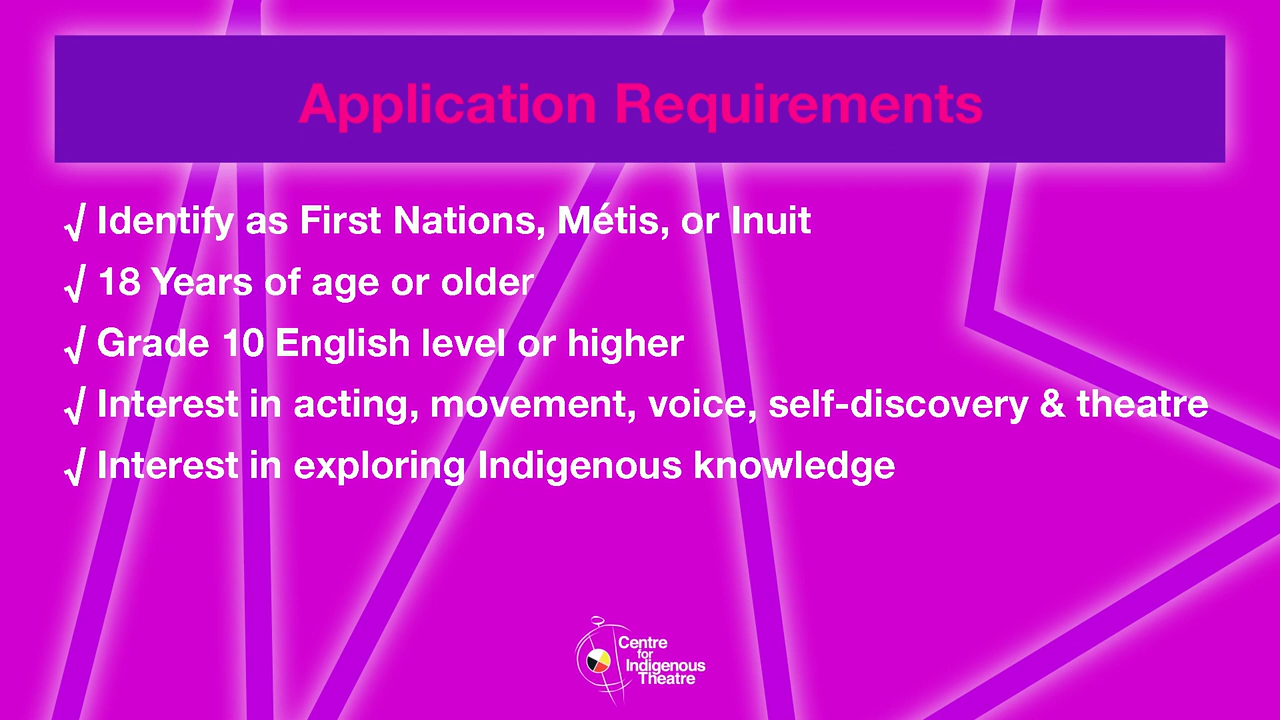 Application Requirements
√ Identify as First Nations, Métis, or Inuit
√ 18 Years of age or older
√ Grade 10 English level or higher
√ Interest in acting, movement, voice, self-discovery & theatre
√ Interest in exploring Indigenous knowledge
Centre
for
Indigenous
Theatre